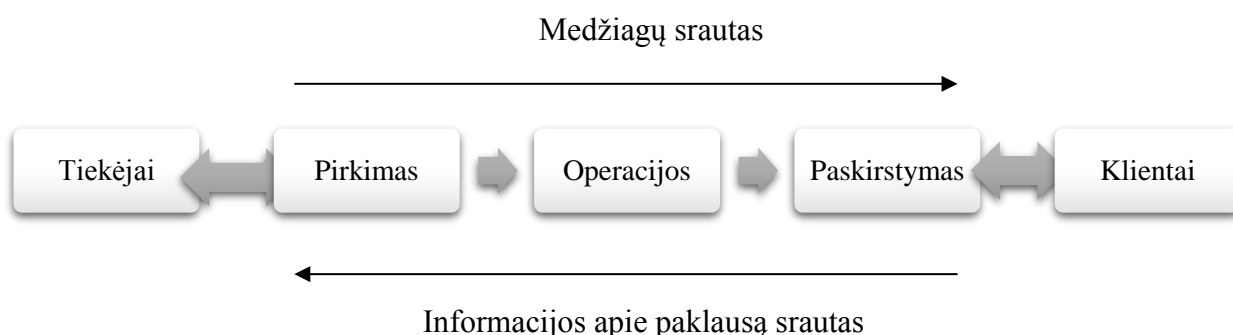 Medžiagų srautas
Tiekėjai Pirkimas Operacijos Paskirstymas Klientai
Informacijos apie paklausą srautas